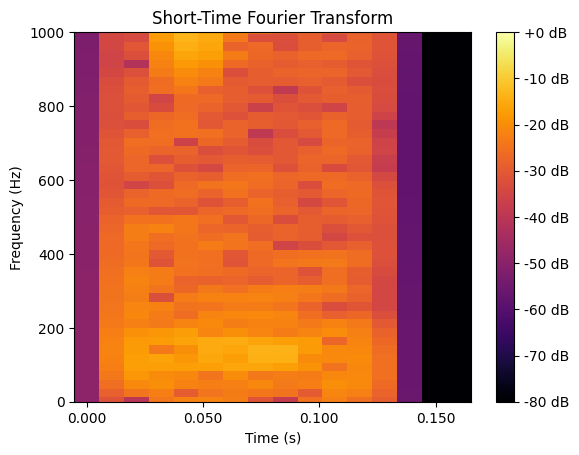 Short-Time Fourier Transform
1000
800
600
400
200
0
Frequency (Hz)
0.000
0.050
0.100
0.150
Time (s)
+0 dB
-10 dB
-20 dB
-30 dB
-40 dB
-50 dB
-60 dB
-70 dB
-80 dB